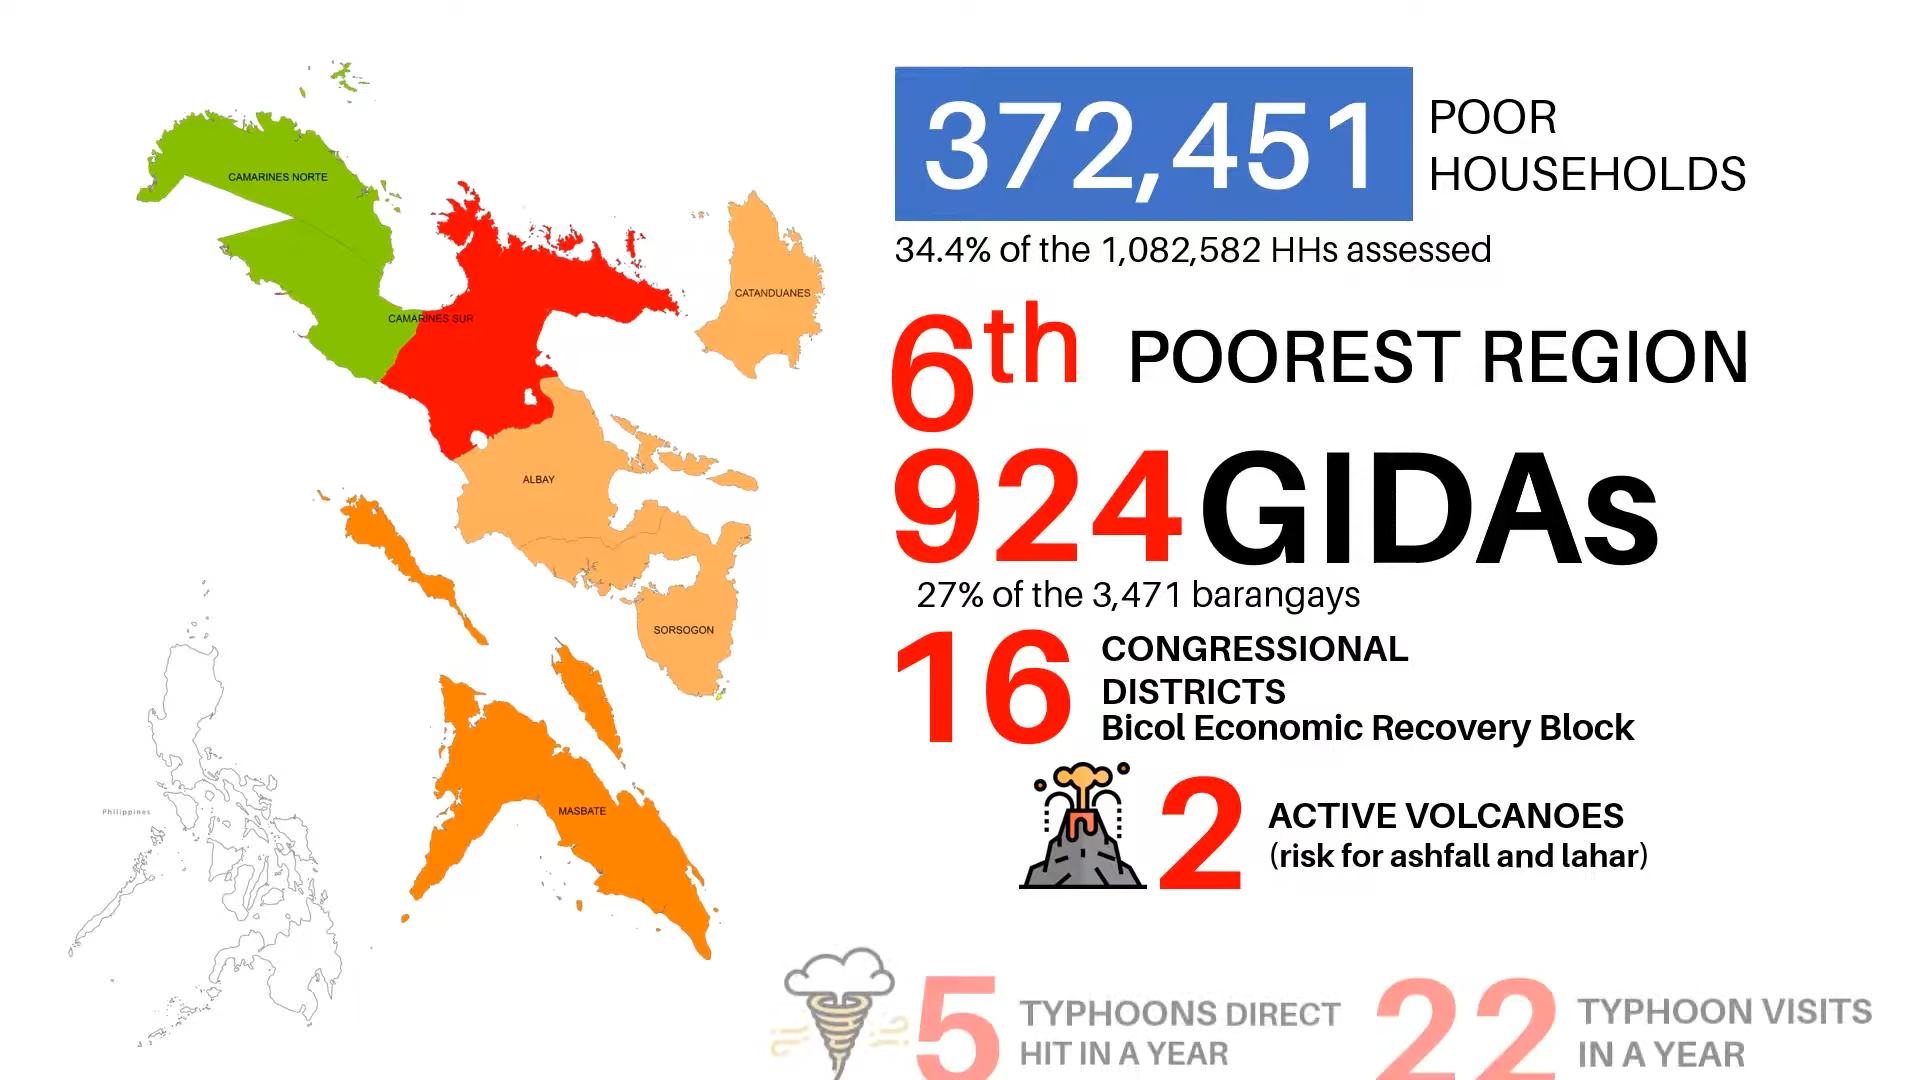 CAMARINES NORTE
CAMARINES SUR
CATANDUANES
ALBAY
SORSOGON
MASBATE
Philippines
372,451 POOR
HOUSEHOLDS
34.4% of the 1,082,582 HHs assessed
6th POOREST REGION
924 GIDAs
27% of the 3,471 barangays
16 CONGRESSIONAL
DISTRICTS
Bicol Economic Recovery Block
2 ACTIVE VOLCANOES
(risk for ashfall and lahar)
5 TYPHOONS DIRECT
HIT IN A YEAR
22 TYPHOON VISITS
IN A YEAR